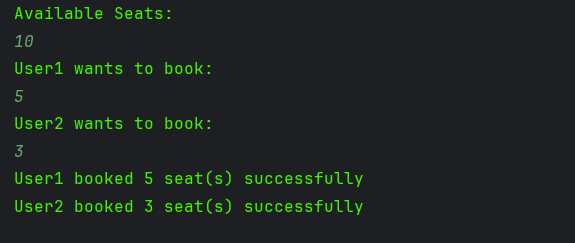 Available Seats:
10
User1 wants to book:
5
User2 wants to book:
3
User1 booked 5 seat(s) successfully
User2 booked 3 seat(s) successfully